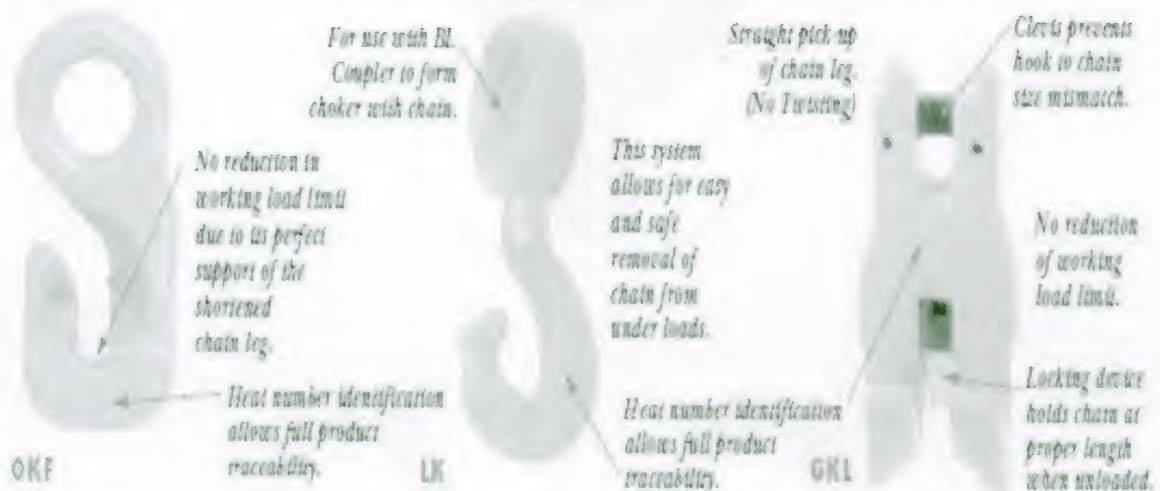 For use with BL
Coupler to form
choker with chain.
No reduction in
working load limit
due to its perfect
support of the
shortened
chain leg.
Heat number identification
allows full product
traceability.
OKF
This system
allows for easy
and safe
removal of
chain from
under loads.
Heat number identification
allows full product
traceability.
LK
Straight pick-up
of chain leg.
(No Twisting)
Clevis prevents
hook to chain
size mismatch.
No reduction
of working
load limit.
Locking device
holds chain at
proper length
when unloaded.
GKL